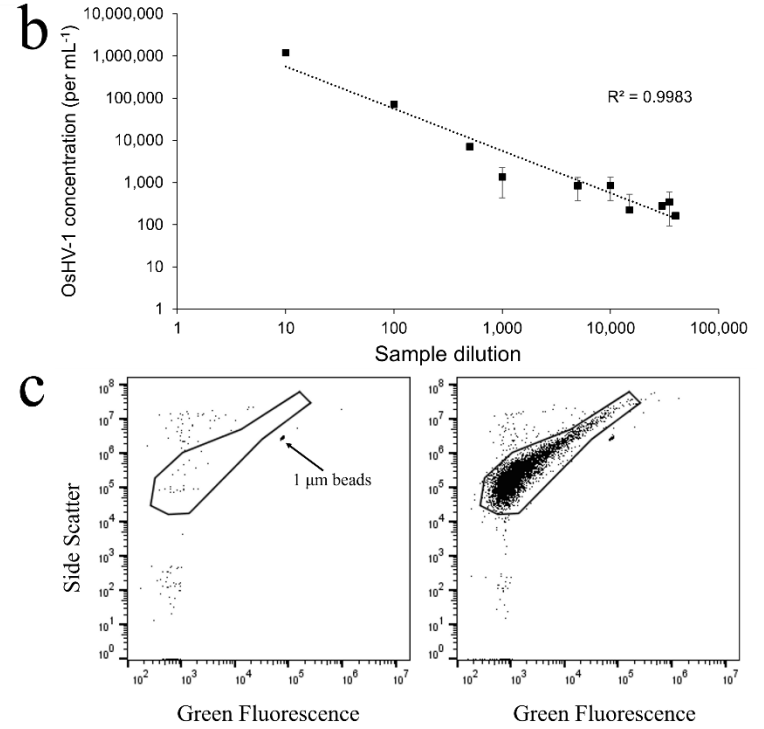 b
OsHV-1 concentration (per mL-1)
10,000,000
1,000,000
100,000
10,000
1,000
100
10
1
R² = 0.9983
1 10 100 1,000 10,000 100,000
Sample dilution
c
Side Scatter
10⁸
10⁷
10⁶
10⁵
10⁴
10³
10²
10¹
10⁰
1 μm beads
10² 10³ 10⁴ 10⁵ 10⁶ 10⁷
Green Fluorescence
10⁸
10⁷
10⁶
10⁵
10⁴
10³
10²
10¹
10⁰
10² 10³ 10⁴ 10⁵ 10⁶ 10⁷
Green Fluorescence